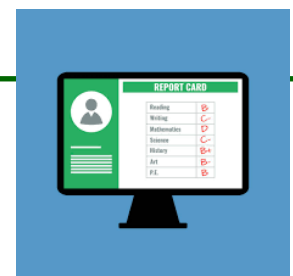 REPORT CARD
Reading B-
Writing C-
Mathematics D
Science C-
History B+
Art B-
P.E. B